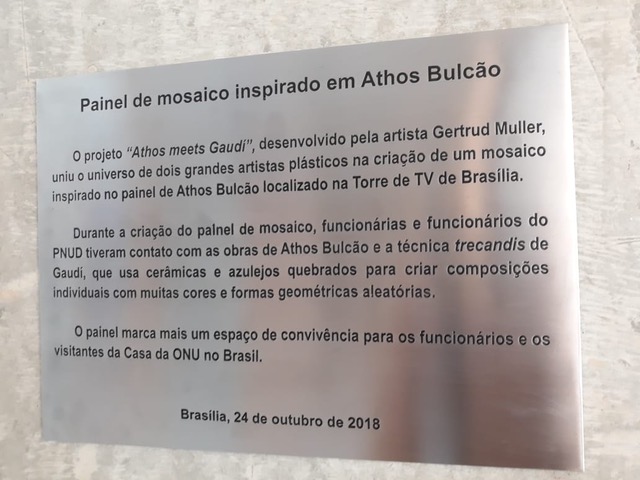 Painel de mosaico inspirado em Athos Bulcão
O projeto “Athos meets Gaudí”, desenvolvido pela artista Gertrud Muller,
uniu o universo de dois grandes artistas plásticos na criação de um mosaico
inspirado no painel de Athos Bulcão localizado na Torre de TV de Brasília.
Durante a criação do painel de mosaico, funcionárias e funcionários do
PNUD tiveram contato com as obras de Athos Bulcão e a técnica trecandis de
Gaudí, que usa cerâmicas e azulejos quebrados para criar composições
individuais com muitas cores e formas geométricas aleatórias.
O painel marca mais um espaço de convivência para os funcionários e os
visitantes da Casa da ONU no Brasil.
Brasília, 24 de outubro de 2018